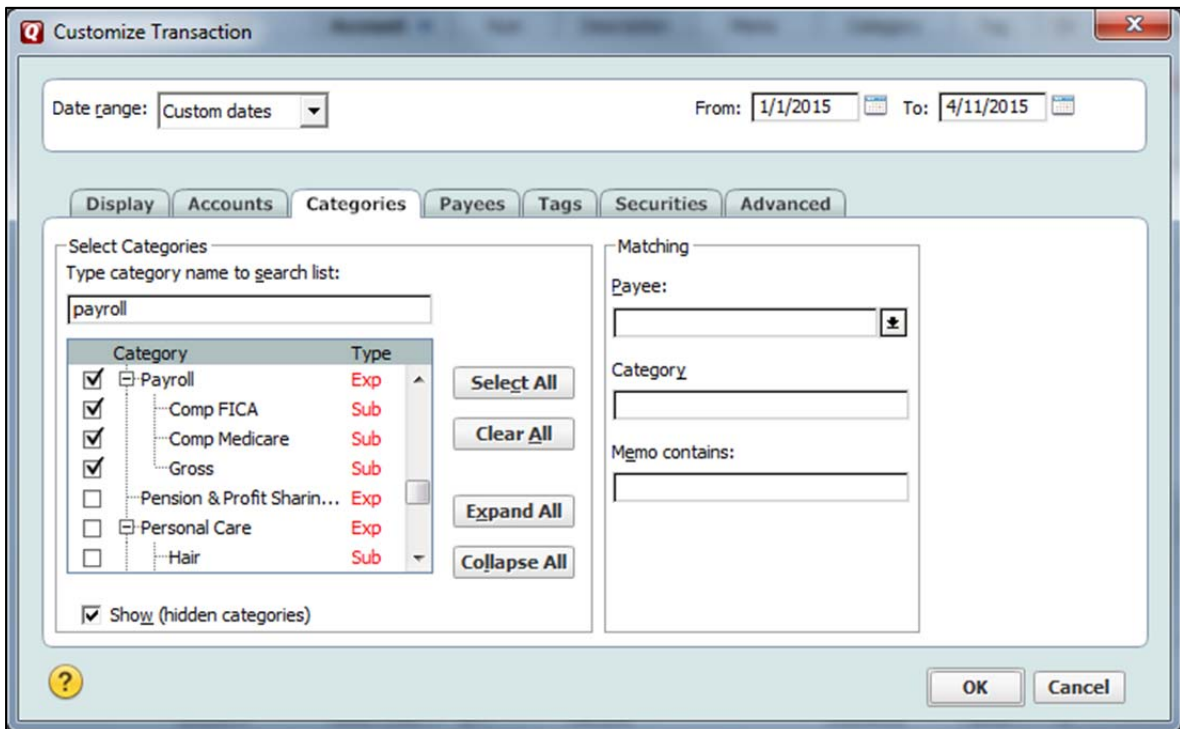 Customize Transaction
Date range: Custom dates From: 1/1/2015 To: 4/11/2015
Display Accounts Categories Payees Tags Securities Advanced
Select Categories
Type category name to search list:
payroll
Category Type
Payroll Exp
Comp FICA Sub
Comp Medicare Sub
Gross Sub
Pension & Profit Sharin... Exp
Personal Care Exp
Hair Sub
Show (hidden categories)
Select All
Clear All
Expand All
Collapse All
Matching
Payee:
Category
Memo contains:
?
OK Cancel